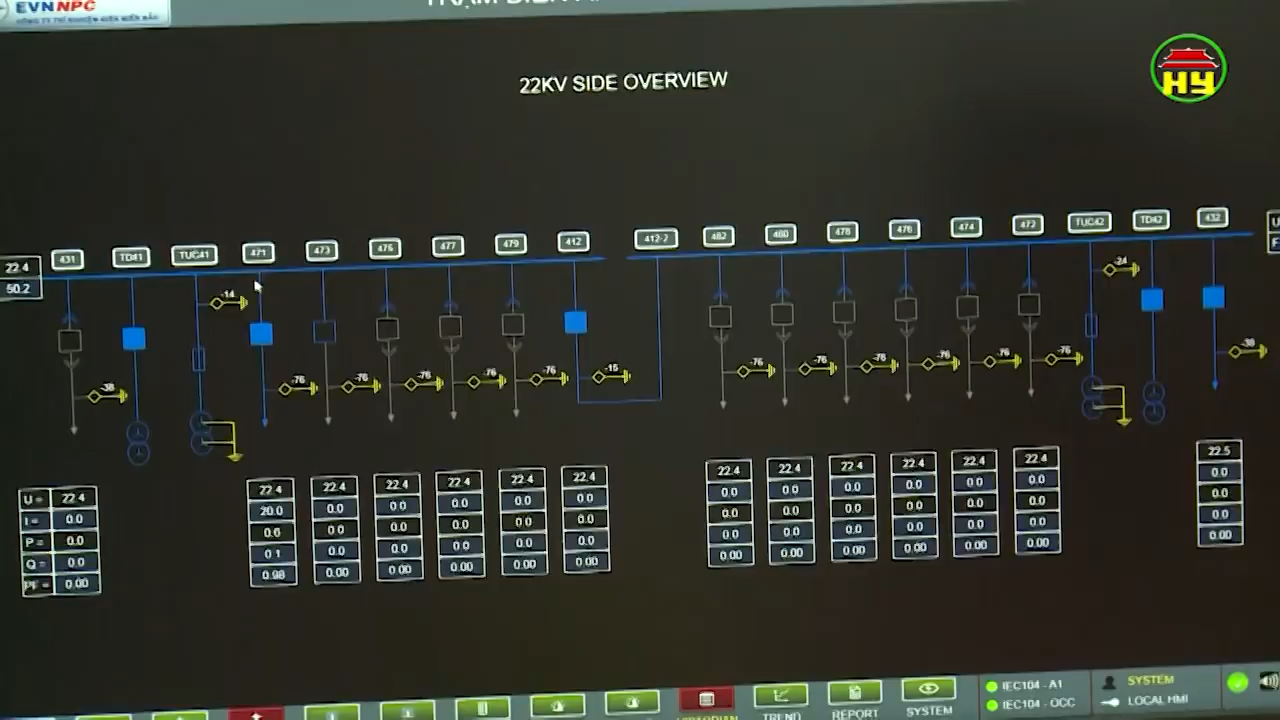 EVNNPC
CÔNG TY THÍ NGHIỆM ĐIỆN MIỀN BẮC
22KV SIDE OVERVIEW
HY
431 TD41 TUC41 471 473 475 477 479 412 412-2 482 480 478 476 474 472 TUC42 TD42 432
22.4
50.2
-14 -24
-38 -76 -76 -76 -76 -76 -15 -76 -76 -76 -76 -76 -76 -38
U = 22.4 22.4 22.4 22.4 22.4 22.4 22.4 22.4 22.4 22.4 22.4 22.4 22.4 22.5
I = 0.0 20.0 0.0 0.0 0.0 0.0 0.0 0.0 0.0 0.0 0.0 0.0 0.0 0.0
P = 0.0 0.6 0.0 0.0 0.0 0.0 0.0 0.0 0.0 0.0 0.0 0.0 0.0 0.0
Q = 0.0 0.1 0.0 0.0 0.0 0.0 0.0 0.0 0.0 0.0 0.0 0.0 0.0 0.0
PF = 0.00 0.98 0.00 0.00 0.00 0.00 0.00 0.00 0.00 0.00 0.00 0.00 0.00 0.00
TREND
REPORT
SYSTEM
IEC104 - A1
IEC104 - OCC
SYSTEM
LOCAL HMI